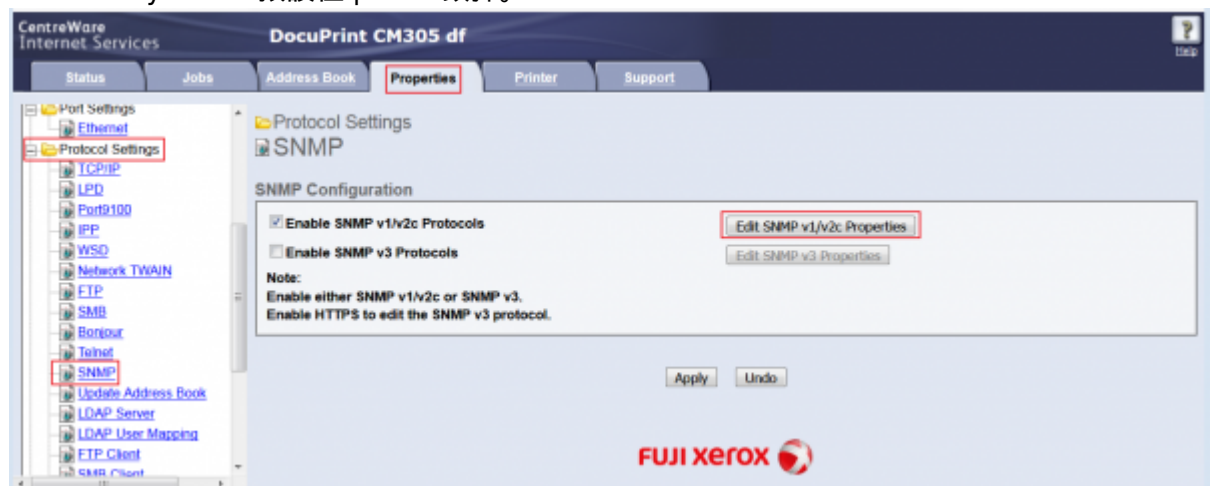 CentreWare
Internet Services
DocuPrint CM305 df
Help
Status
Jobs
Address Book
Properties
Printer
Support
Port Settings
Ethernet
Protocol Settings
TCP/IP
LPD
Port9100
IPP
WSD
Network TWAIN
FTP
SMB
Bonjour
Telnet
SNMP
Update Address Book
LDAP Server
LDAP User Mapping
FTP Client
SMB Client
Protocol Settings
SNMP
SNMP Configuration
Enable SNMP v1/v2c Protocols
Edit SNMP v1/v2c Properties
Enable SNMP v3 Protocols
Edit SNMP v3 Properties
Note:
Enable either SNMP v1/v2c or SNMP v3.
Enable HTTPS to edit the SNMP v3 protocol.
Apply
Undo
FUJI xerox